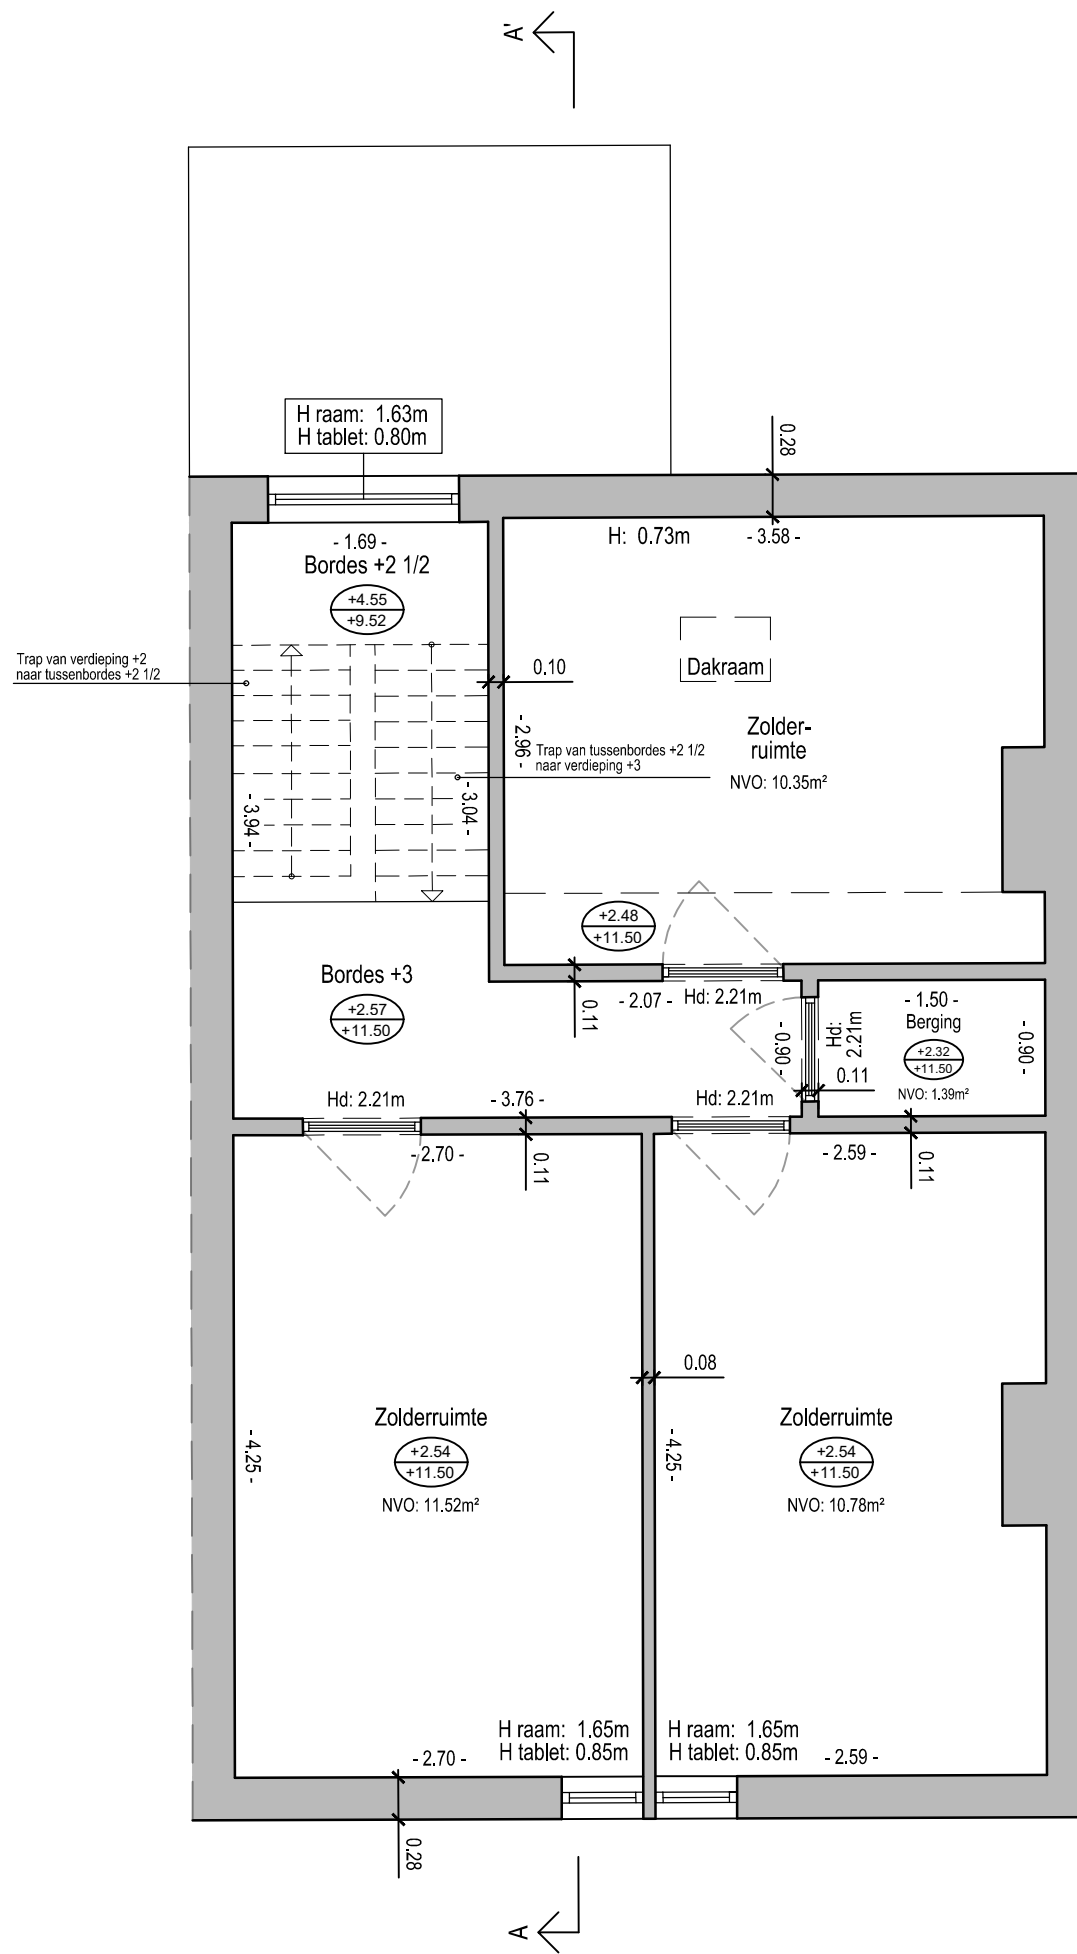 A'
H raam: 1.63m
H tablet: 0.80m
0.28
- 1.69 -
Bordes +2 1/2
+4.55
+9.52
H: 0.73m
- 3.58 -
Trap van verdieping +2
naar tussenbordes +2 1/2
0.10
Dakraam
- 2.96 -
Trap van tussenbordes +2 1/2
naar verdieping +3
Zolder-
ruimte
NVO: 10.35m²
- 3.94 -
- 3.04 -
+2.48
+11.50
Bordes +3
+2.57
+11.50
0.11
- 2.07 -
Hd: 2.21m
- 0.90 -
Hd:
2.21m
0.11
- 1.50 -
Berging
+2.32
+11.50
NVO: 1.39m²
- 0.90 -
Hd: 2.21m
- 3.76 -
Hd: 2.21m
- 2.70 -
0.11
- 2.59 -
0.11
0.08
Zolderruimte
+2.54
+11.50
NVO: 11.52m²
- 4.25 -
- 4.25 -
Zolderruimte
+2.54
+11.50
NVO: 10.78m²
H raam: 1.65m
H tablet: 0.85m
H raam: 1.65m
H tablet: 0.85m
- 2.70 -
- 2.59 -
0.28
A